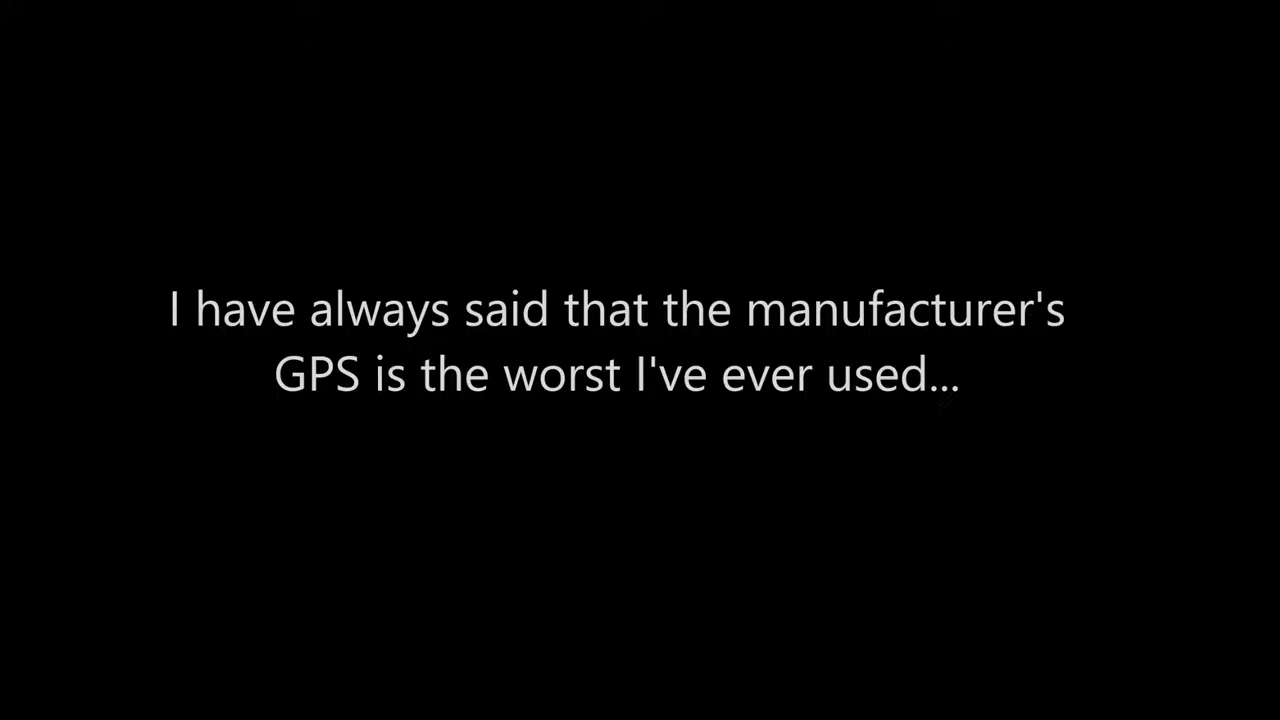 I have always said that the manufacturer's
GPS is the worst I've ever used...